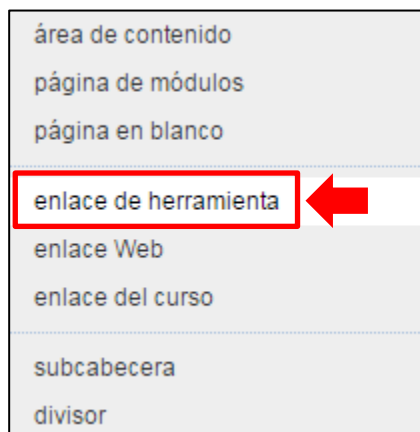 área de contenido
página de módulos
página en blanco
enlace de herramienta
enlace Web
enlace del curso
subcabecera
divisor